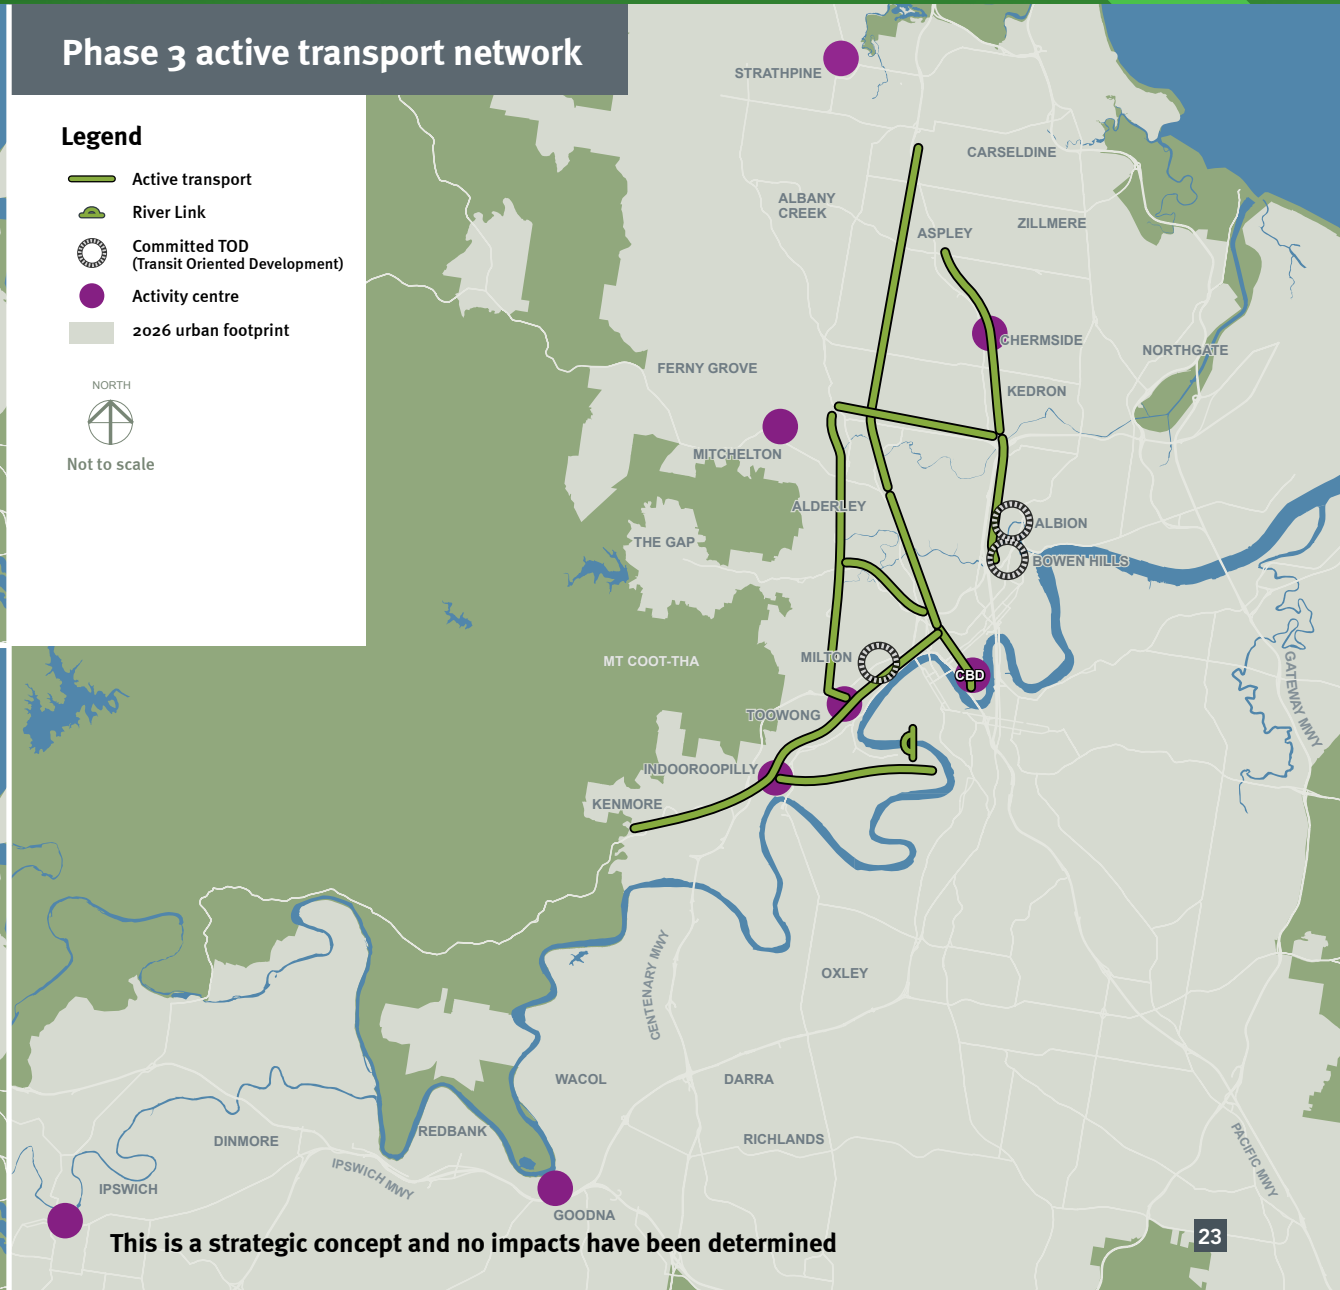 Phase 3 active transport network
Legend
Active transport
River Link
Committed TOD
(Transit Oriented Development)
Activity centre
2026 urban footprint
NORTH
Not to scale
STRATHPINE
CARSELDINE
ALBANY
CREEK
ZILLMERE
ASPLEY
CHERMSIDE
NORTHGATE
FERNY GROVE
KEDRON
MITCHELTON
ALDERLEY
ALBION
THE GAP
BOWEN HILLS
MILTON
MT COOT-THA
CBD
GATEWAY MWY
TOOWONG
INDOOROOPILLY
KENMORE
CENTENARY MWY
OXLEY
WACOL
DARRA
REDBANK
DINMORE
RICHLANDS
IPSWICH MWY
PACIFIC MWY
IPSWICH
GOODNA
This is a strategic concept and no impacts have been determined
23